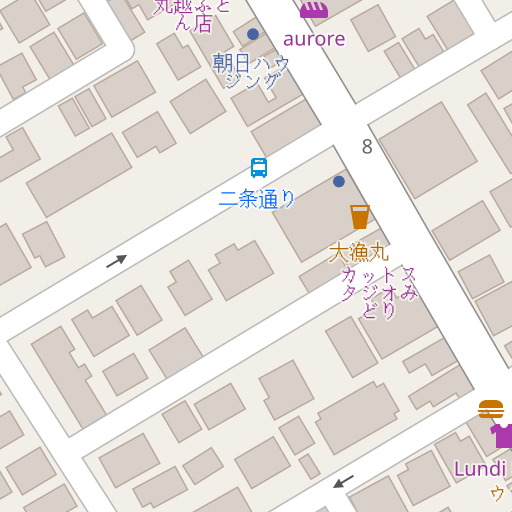 丸越ふと
ん店
aurore
朝日ハウ
ジング
8
二条通り
大漁丸
カットス
タジオみ
どり
Lundi
ウ